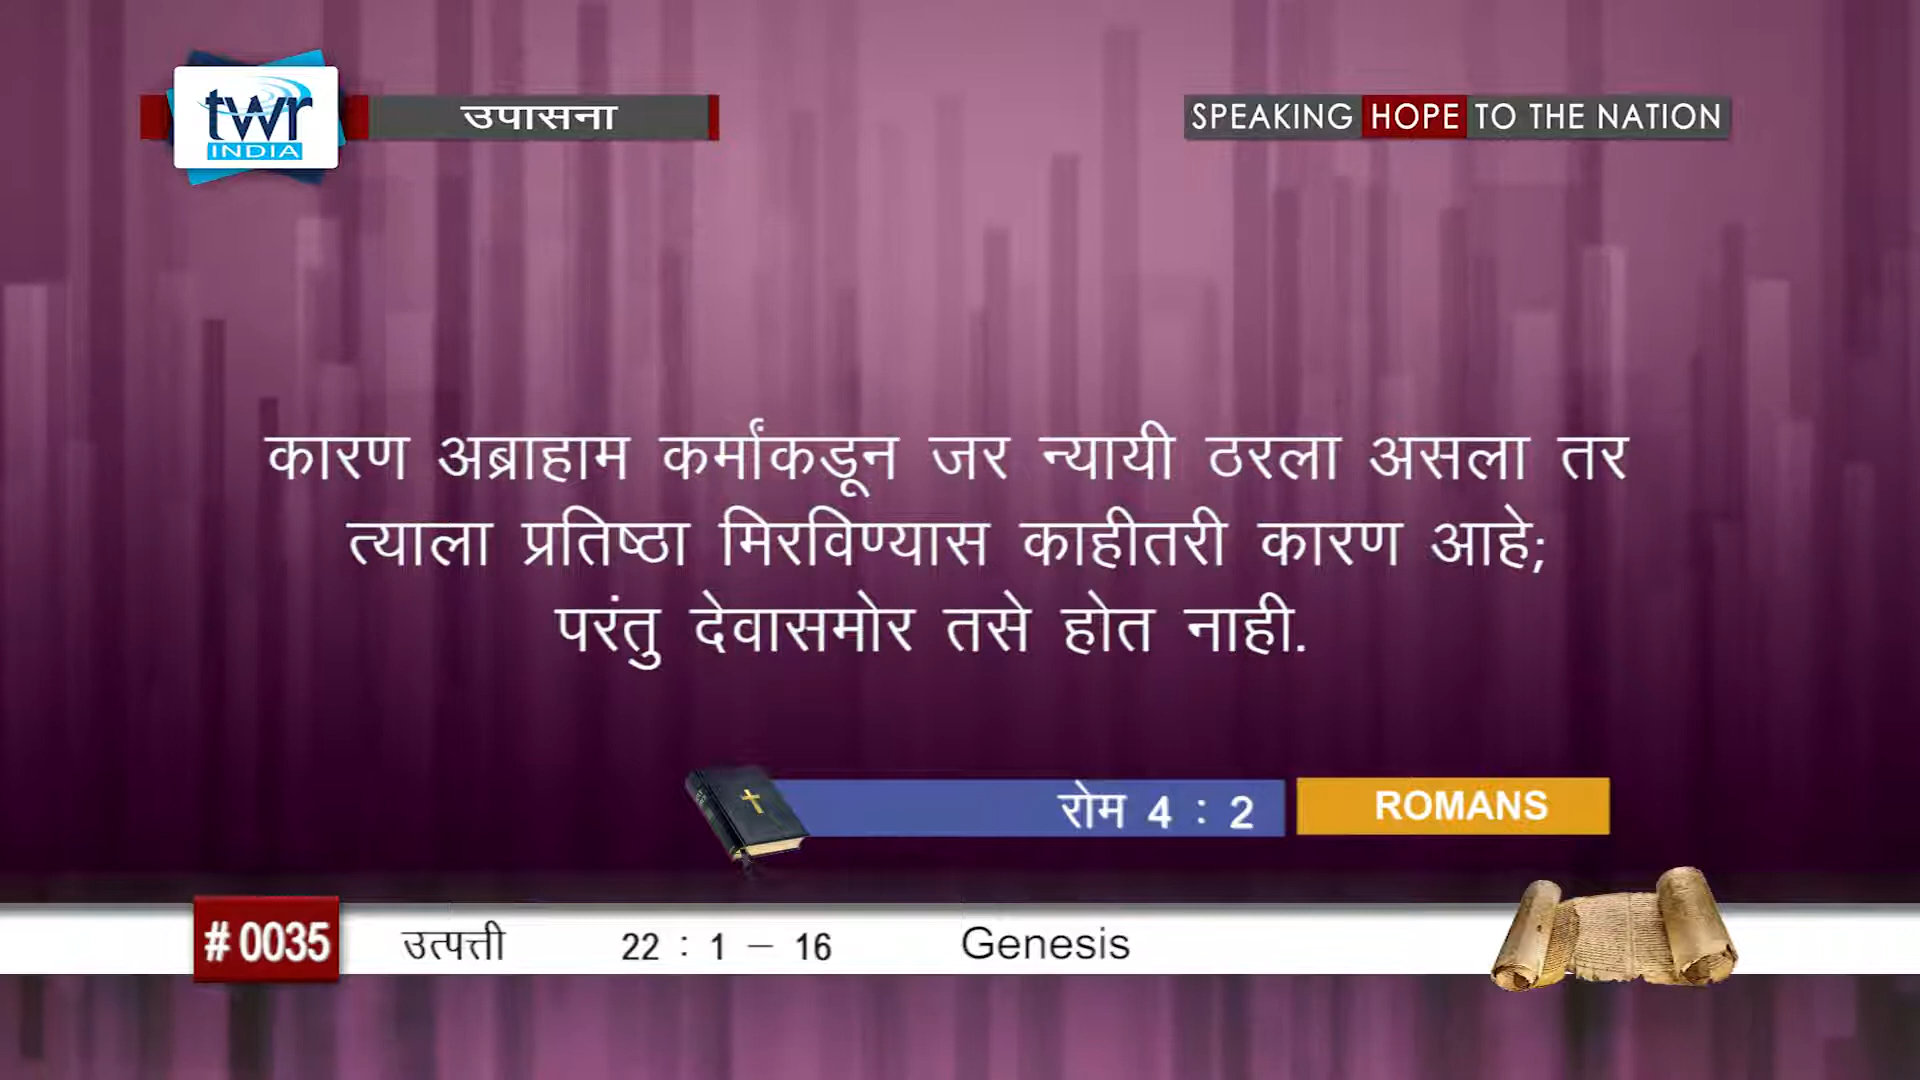 twr
INDIA
उपासना
SPEAKING HOPE TO THE NATION
कारण अब्राहाम कर्मांकडून जर न्यायी ठरला असला तर
त्याला प्रतिष्ठा मिरविण्यास काहीतरी कारण आहे;
परंतु देवासमोर तसे होत नाही.
रोम 4 : 2
ROMANS
# 0035
उत्पत्ती 22 : 1 – 16 Genesis